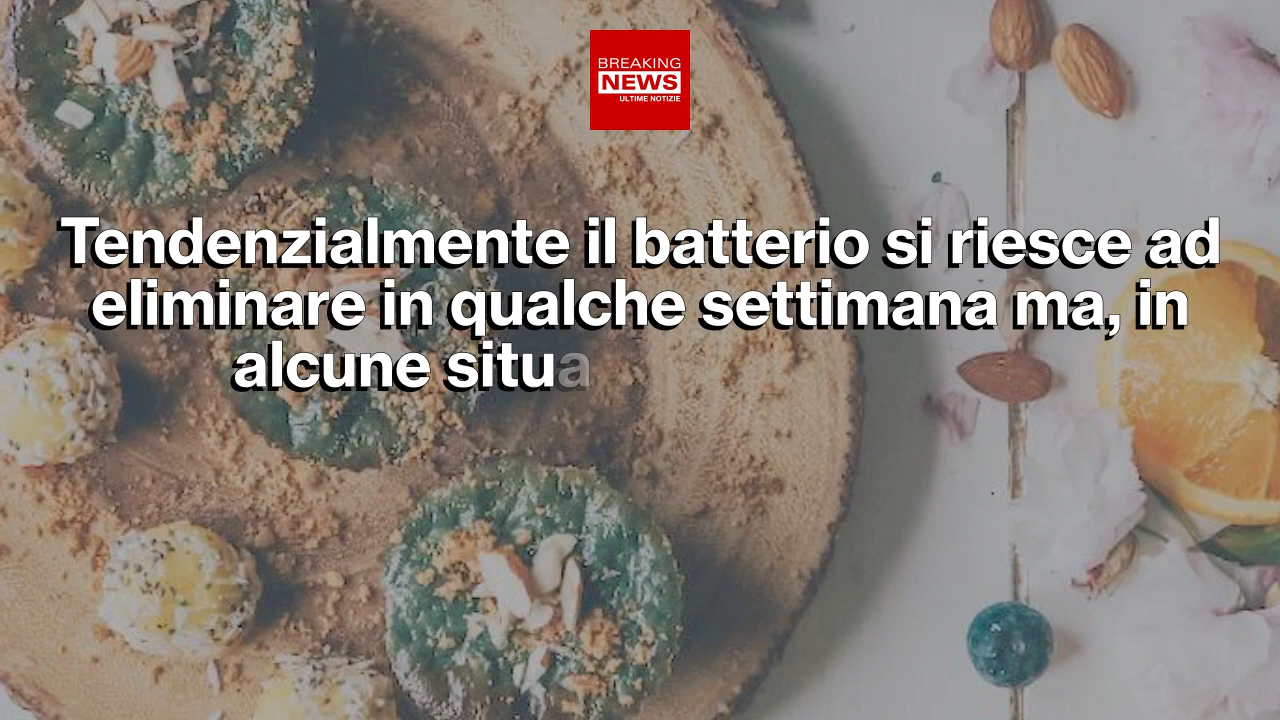 BREAKING
NEWS
ULTIME NOTIZIE
Tendenzialmente il batterio si riesce ad
eliminare in qualche settimana ma, in
alcune situa